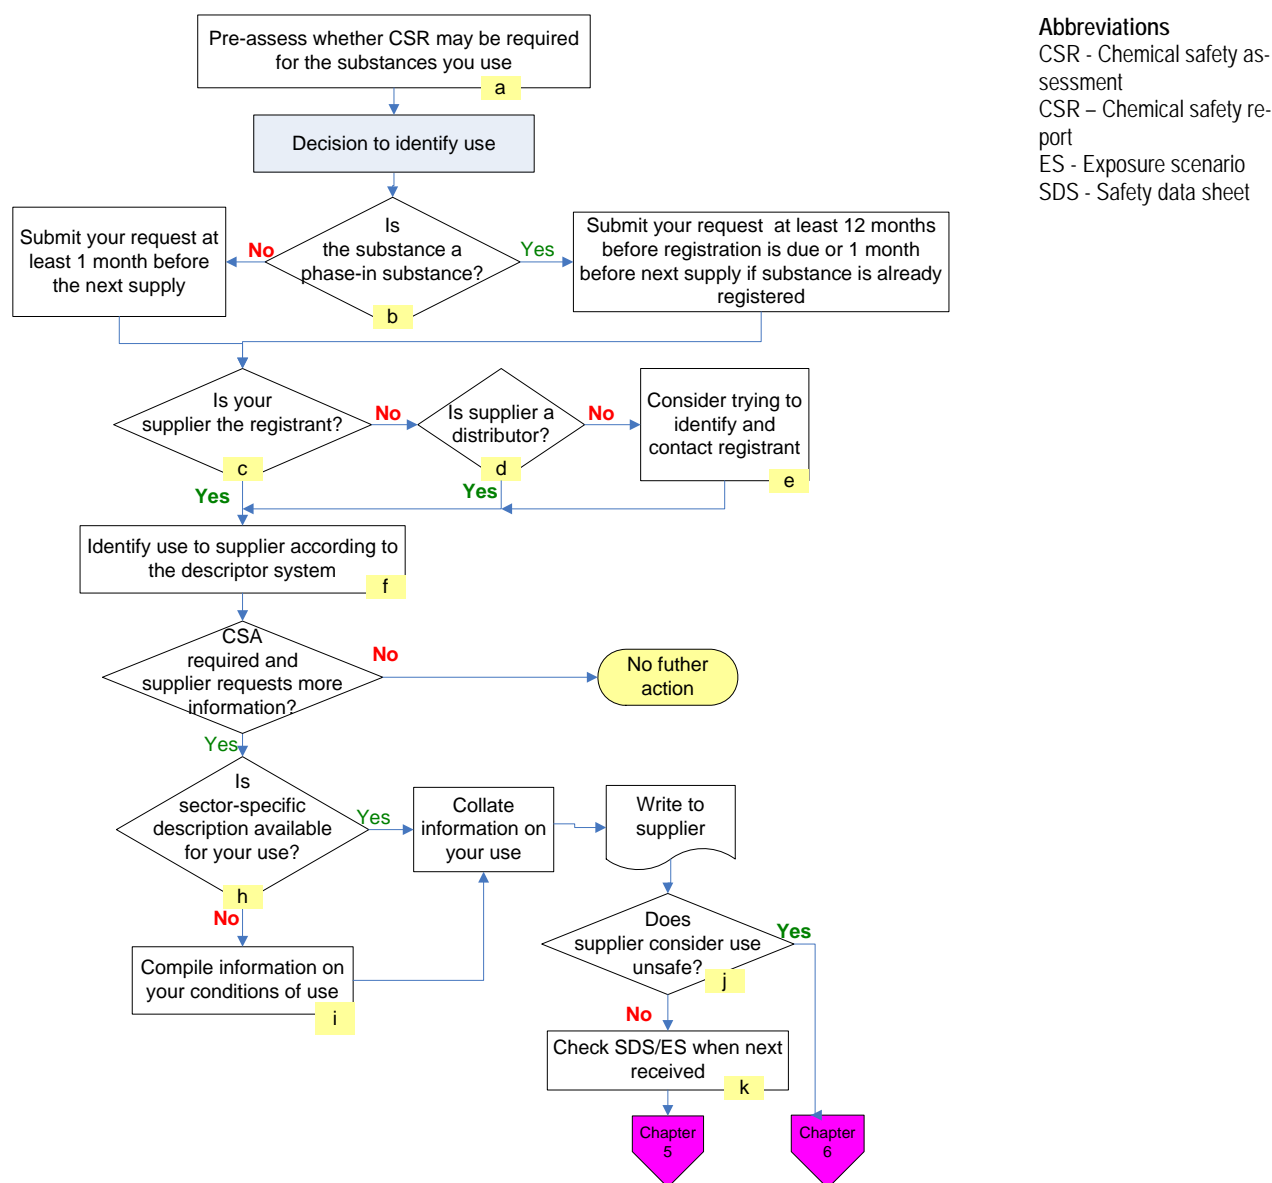 Pre-assess whether CSR may be required
for the substances you use
a
Decision to identify use
Is
the substance a
phase-in substance?
b
No
Yes
Submit your request at
least 1 month before
the next supply
Submit your request at least 12 months
before registration is due or 1 month
before next supply if substance is already
registered
Is your
supplier the registrant?
c
No
Is supplier a
distributor?
d
No
Consider trying to
identify and
contact registrant
e
Yes
Yes
Identify use to supplier according to
the descriptor system
f
CSA
required and
supplier requests more
information?
No
No futher
action
Yes
Is
sector-specific
description available
for your use?
h
Yes
Collate
information on
your use
Write to
supplier
No
Compile information on
your conditions of use
i
Does
supplier consider use
unsafe?
j
Yes
No
Check SDS/ES when next
received
k
Chapter
5
Chapter
6
Abbreviations
CSR - Chemical safety as-
sessment
CSR – Chemical safety re-
port
ES - Exposure scenario
SDS - Safety data sheet